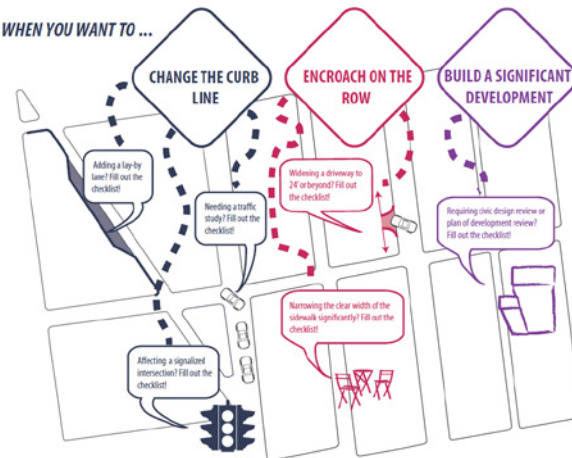 WHEN YOU WANT TO ...
CHANGE THE CURB
LINE
ENCROACH ON THE
ROW
BUILD A SIGNIFICANT
DEVELOPMENT
Adding a lay-by
lane? Fill out the
checklist!
Needing a traffic
study? Fill out the
checklist!
Affecting a signalized
intersection? Fill out the
checklist!
Widening a driveway to
24' or beyond? Fill out
the checklist!
Narrowing the clear width of the
sidewalk significantly? Fill out the
checklist!
Requiring civic design review or
plan of development review?
Fill out the checklist!